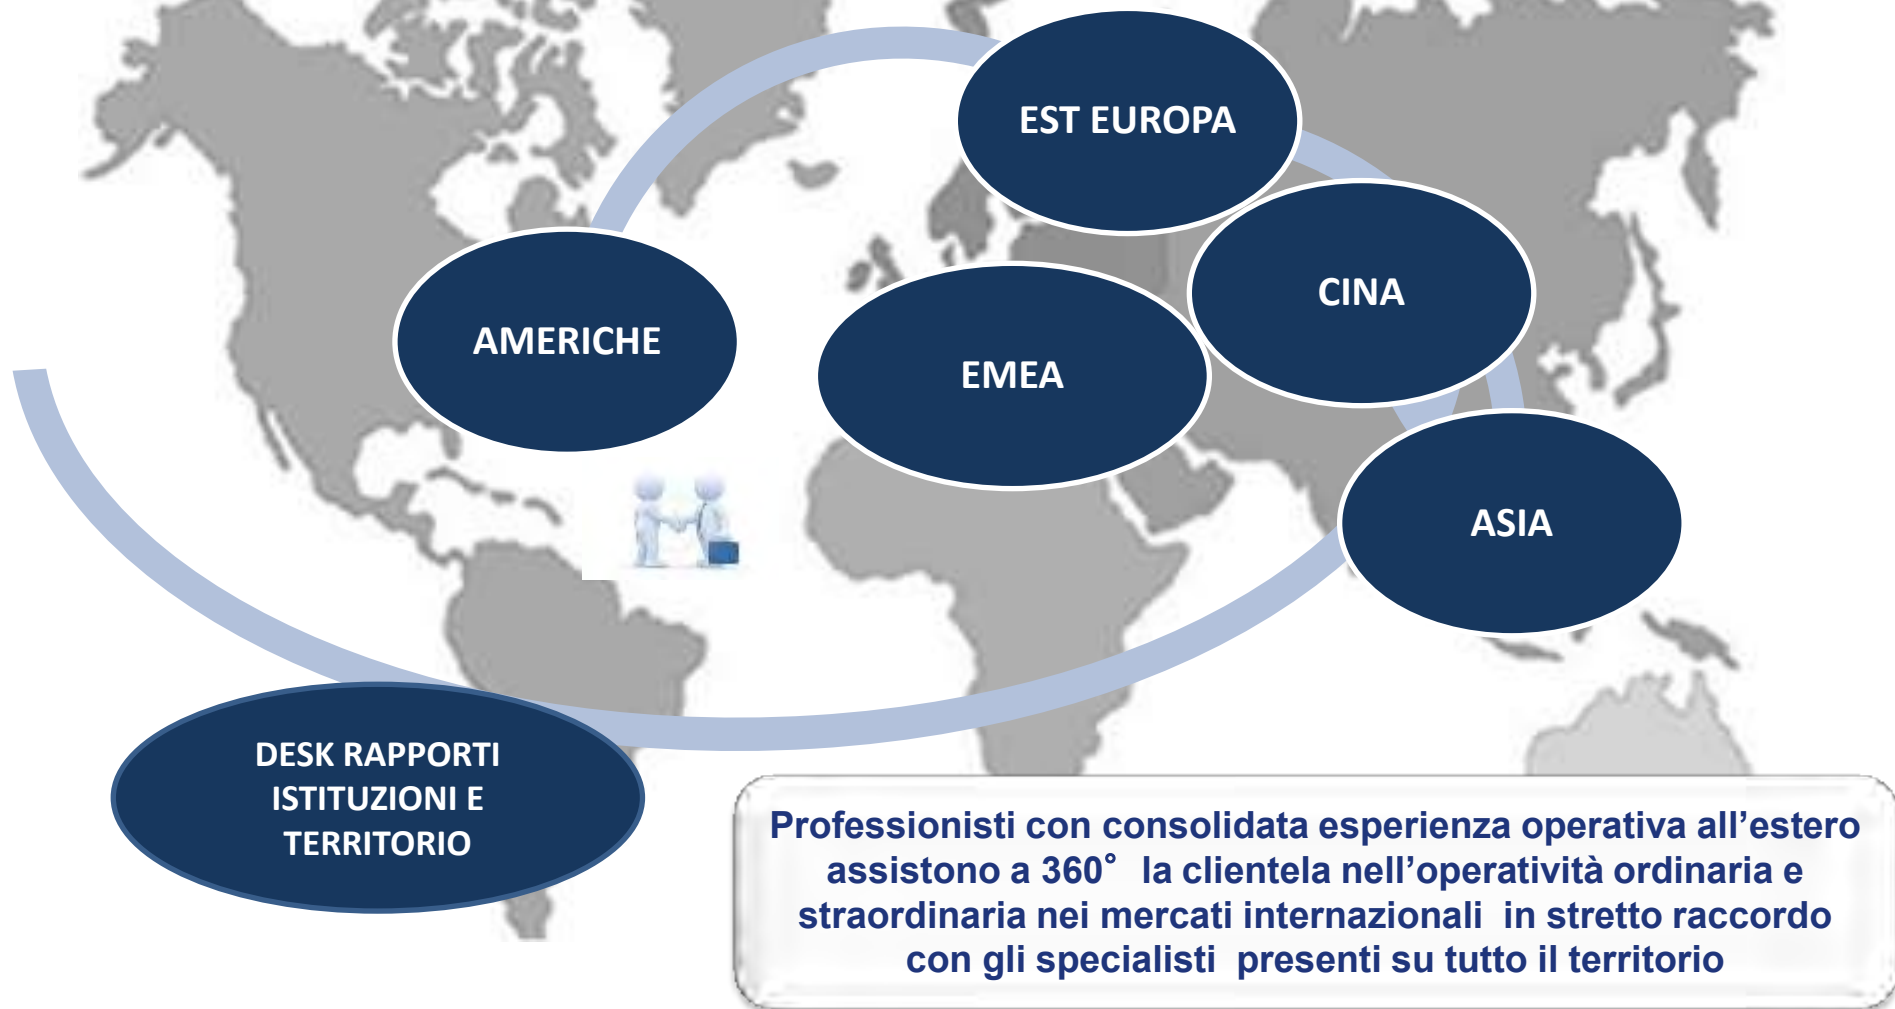 EST EUROPA
CINA
AMERICHE
EMEA
ASIA
DESK RAPPORTI
ISTITUZIONI E
TERRITORIO
Professionisti con consolidata esperienza operativa all’estero
assistono a 360° la clientela nell’operatività ordinaria e
straordinaria nei mercati internazionali in stretto raccordo
con gli specialisti presenti su tutto il territorio